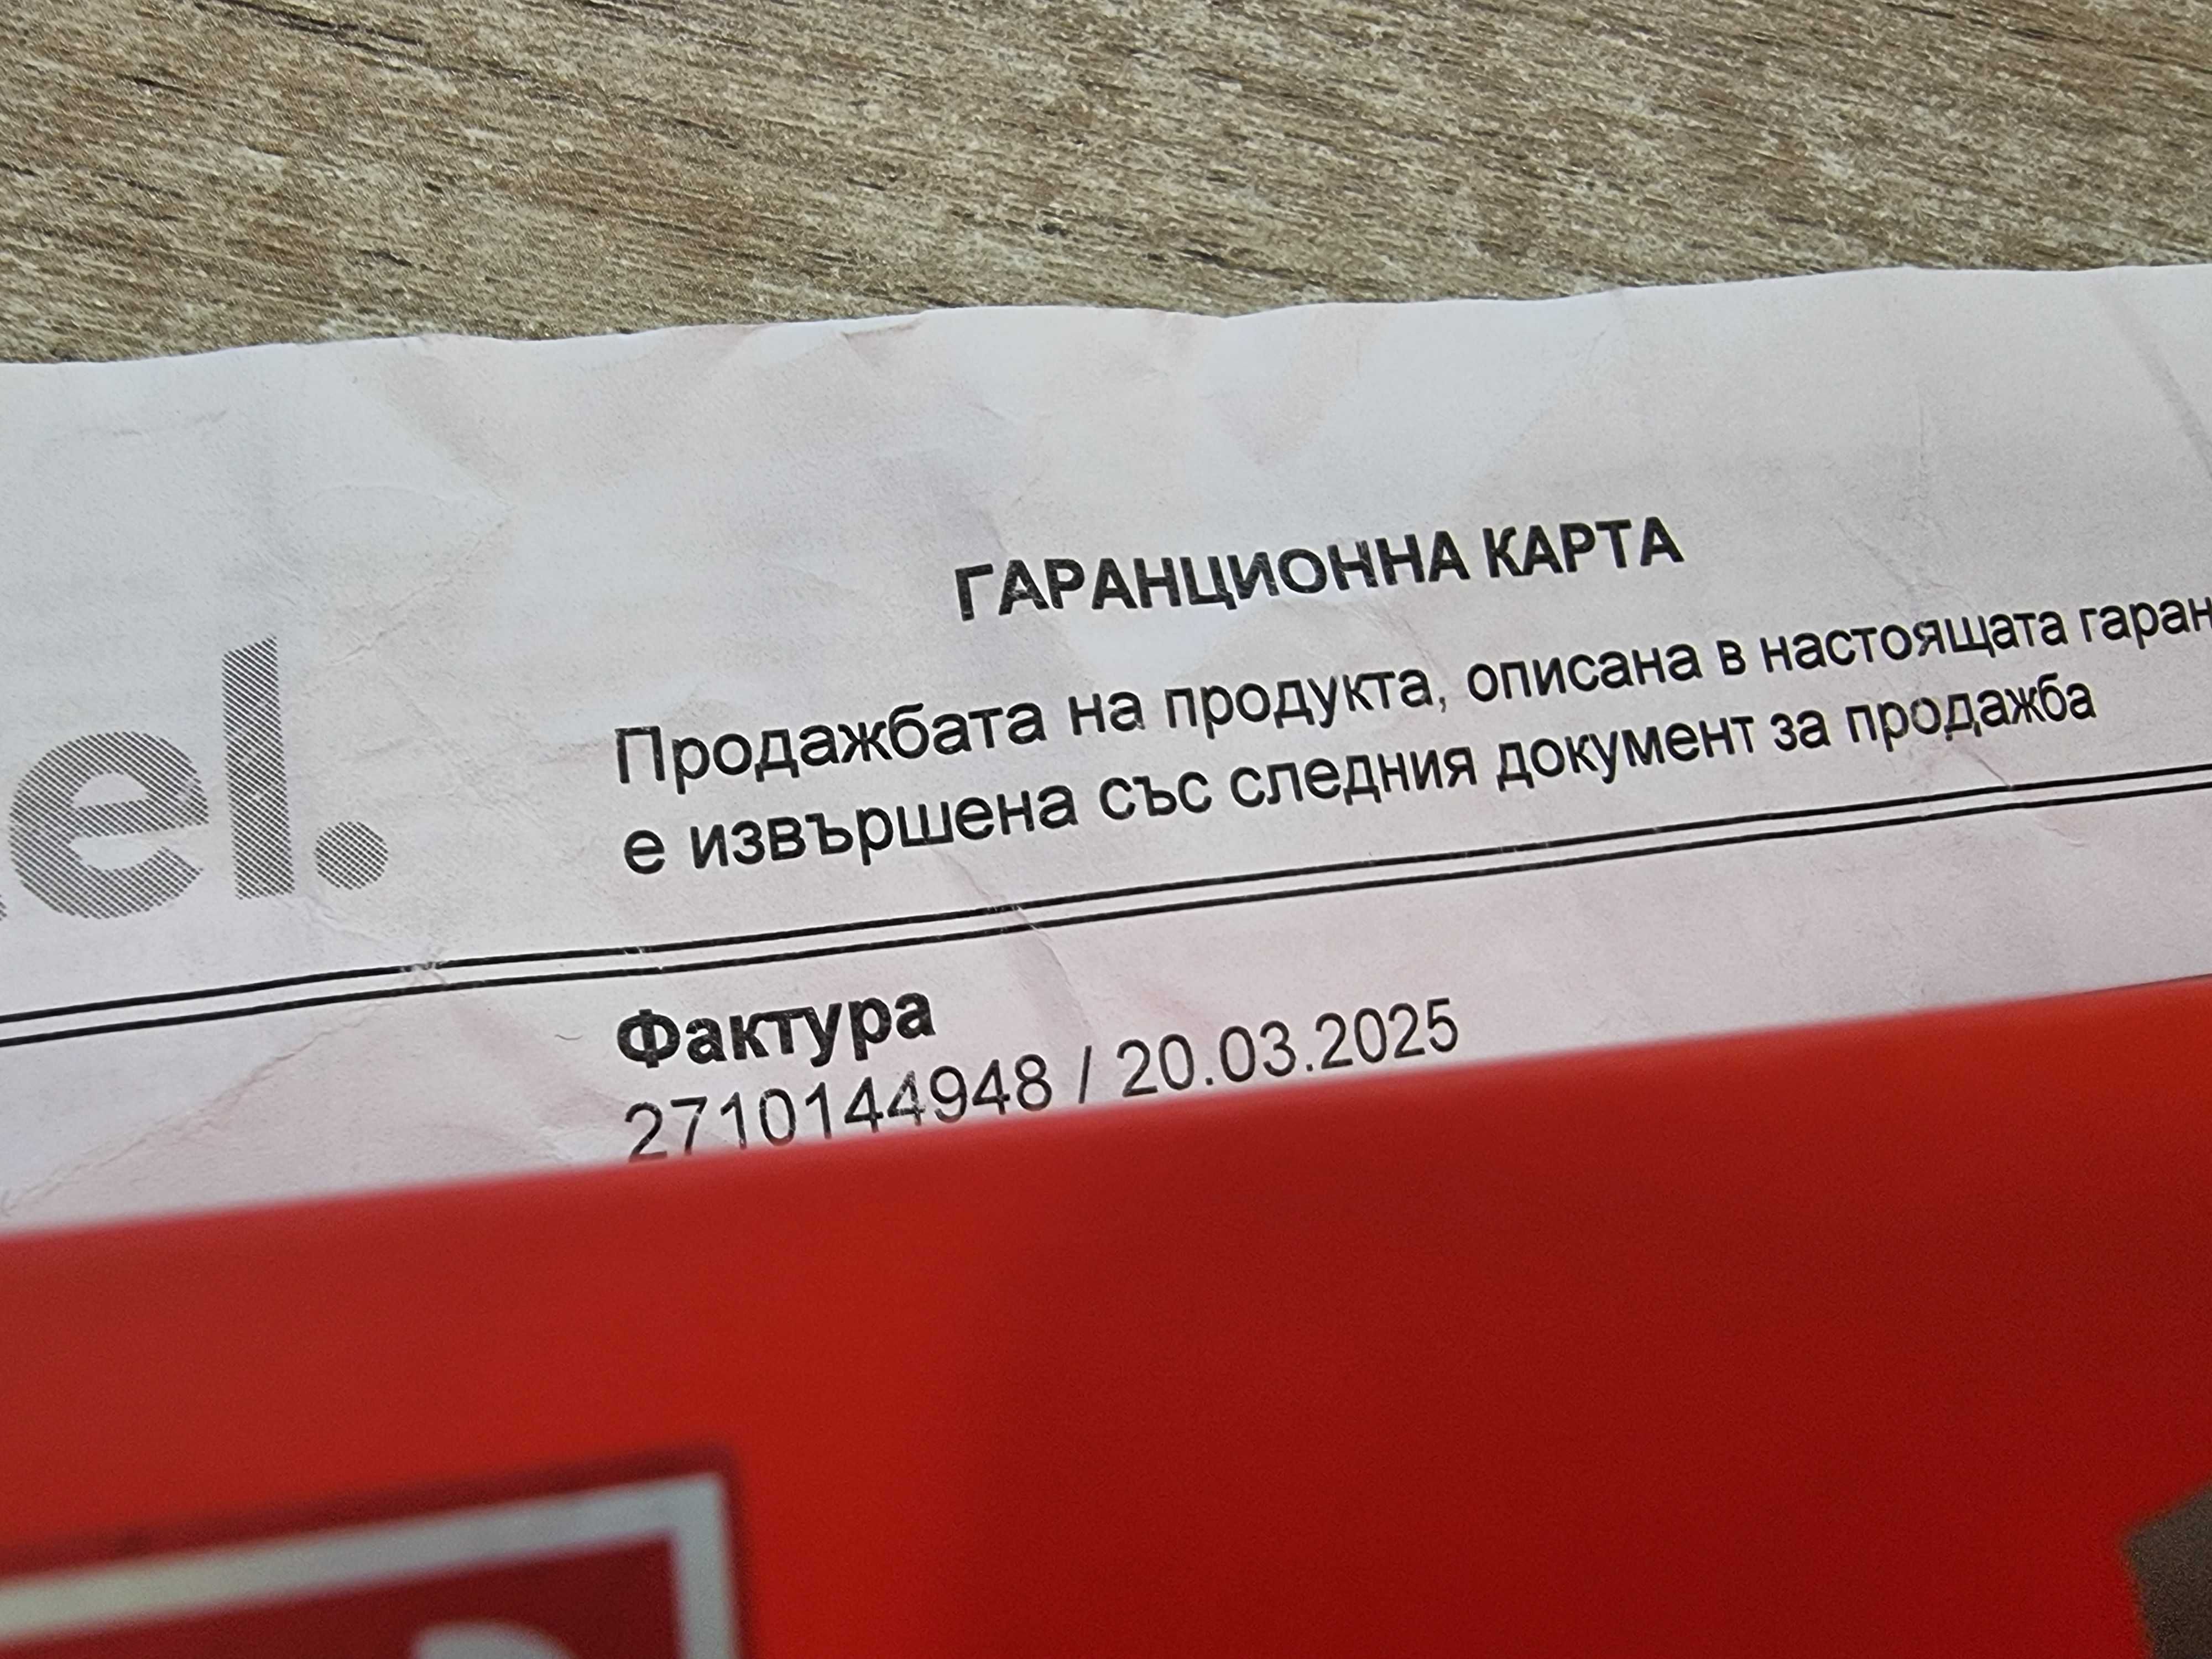 ГАРАНЦИОННА КАРТА
Продажбата на продукта, описана в настоящата гаран
е извършена със следния документ за продажба
el.
Фактура
2710144948 / 20.03.2025